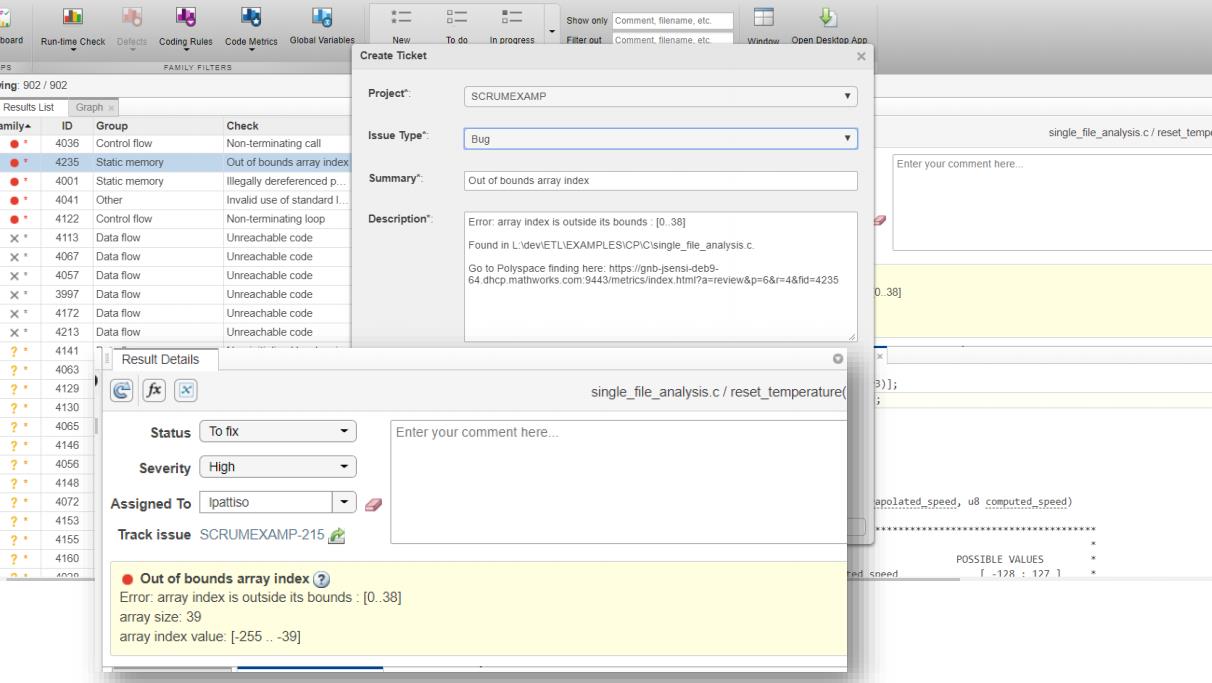 board
Run-time Check
Defects
Coding Rules
Code Metrics
Global Variables
New
To do
In progress
Show only
Comment, filename, etc.
Filter out
Comment, filename, etc.
Window
Open Desktop App
PS
FAMILY FILTERS
ving: 902 / 902
Results List
Graph ×
amily
ID
Group
Check
* 4036 Control flow Non-terminating call
* 4235 Static memory Out of bounds array index
* 4001 Static memory Illegally dereferenced p...
* 4041 Other Invalid use of standard l...
* 4122 Control flow Non-terminating loop
× * 4113 Data flow Unreachable code
× * 4067 Data flow Unreachable code
× * 4057 Data flow Unreachable code
× * 3997 Data flow Unreachable code
× * 4172 Data flow Unreachable code
× * 4213 Data flow Unreachable code
? * 4141
? * 4063
? * 4129
? * 4130
? * 4065
? * 4146
? * 4056
? * 4148
? * 4072
? * 4153
? * 4155
? * 4160
Create Ticket
Project*: SCRUMEXAMP
Issue Type*: Bug
Summary*: Out of bounds array index
Description*:
Error: array index is outside its bounds : [0..38]
Found in L:\dev\ETL\EXAMPLES\CP\C\single_file_analysis.c.
Go to Polyspace finding here: https://gnb-jsensi-deb9-
64.dhcp.mathworks.com:9443/metrics/index.html?a=review&p=6&r=4&fid=4235
single_file_analysis.c / reset_tempe
Enter your comment here...
0..38]
3)];
;
apolated_speed, u8 computed_speed)
**************************************
*
POSSIBLE VALUES *
ted_speed [ -128 : 127 ] *
Result Details
fx
single_file_analysis.c / reset_temperature(
Status To fix
Severity High
Assigned To lpattiso
Track issue SCRUMEXAMP-215
Enter your comment here...
Out of bounds array index ?
Error: array index is outside its bounds : [0..38]
array size: 39
array index value: [-255 .. -39]